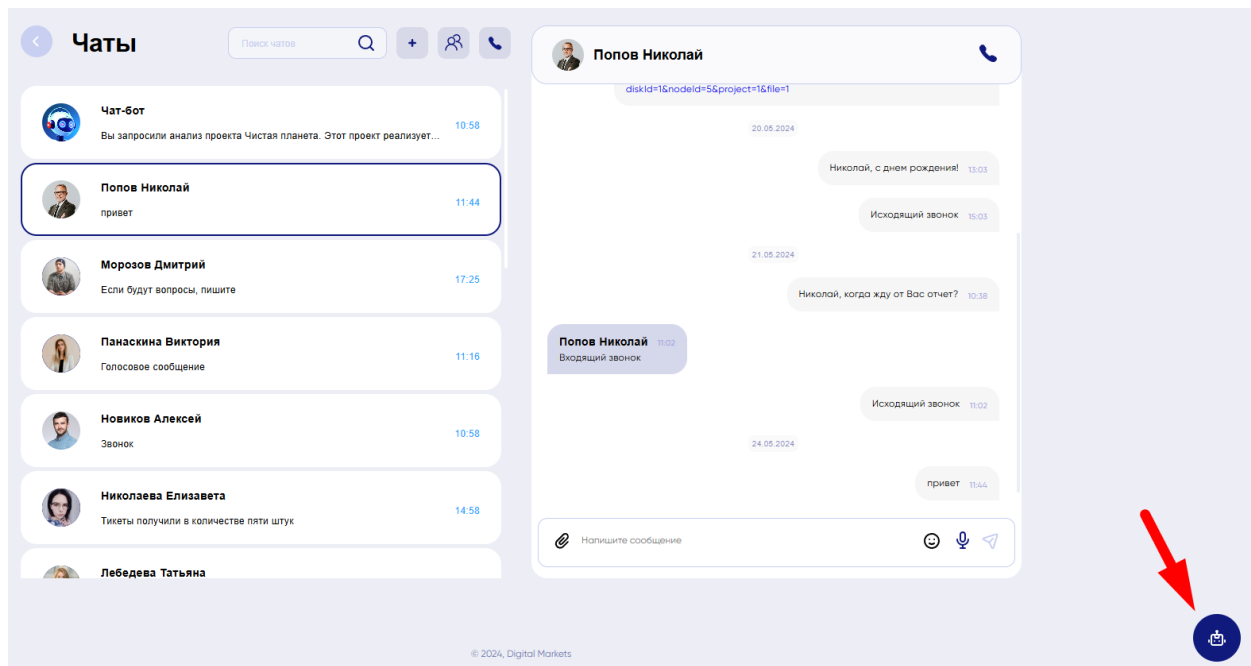 Чаты
Поиск чатов
Чат-бот
Вы запросили анализ проекта Чистая планета. Этот проект реализует...
10:58
Попов Николай
привет
11:44
Морозов Дмитрий
Если будут вопросы, пишите
17:25
Панаскина Виктория
Голосовое сообщение
11:16
Новиков Алексей
Звонок
10:58
Николаева Елизавета
Тикеты получили в количестве пяти штук
14:58
Лебедева Татьяна
Попов Николай
diskId=1&nodeId=5&project=1&file=1
20.05.2024
Николай, с днем рождения! 13:03
Исходящий звонок 15:03
21.05.2024
Николай, когда жду от Вас отчет? 10:38
Попов Николай 11:02
Входящий звонок
Исходящий звонок 11:02
24.05.2024
привет 11:44
Напишите сообщение
© 2024, Digital Markets